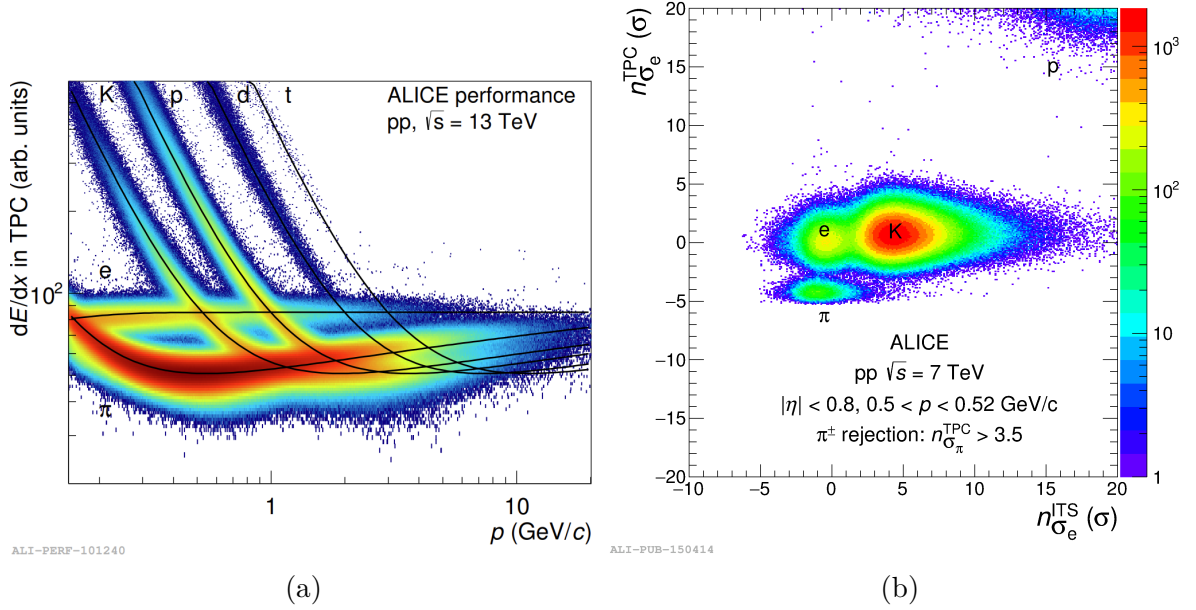 K p d t
ALICE performance
pp, √s = 13 TeV
e
π
10²
1
10
dE/dx in TPC (arb. units)
p (GeV/c)
ALI-PERF-101240
(a)
20
15
10
5
0
−5
−10
−15
−20
−10
−5
0
5
10
15
20
n^TPC_σe (σ)
n^ITS_σe (σ)
p
e
K
π
ALICE
pp √s = 7 TeV
|η| < 0.8, 0.5 < p < 0.52 GeV/c
π± rejection: n^TPC_σπ > 3.5
10³
10²
10
1
ALI-PUB-150414
(b)